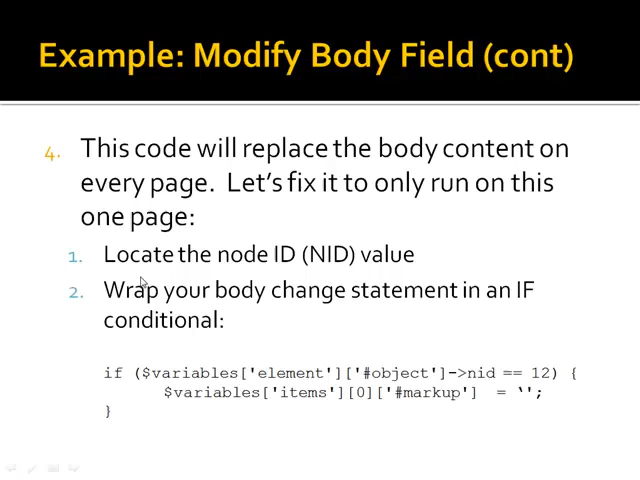 Example: Modify Body Field (cont)
4. This code will replace the body content on
every page. Let's fix it to only run on this
one page:
1. Locate the node ID (NID) value
2. Wrap your body change statement in an IF
conditional:
if ($variables['element']['#object']->nid == 12) {
$variables['items'][0]['#markup'] = ‘';
}